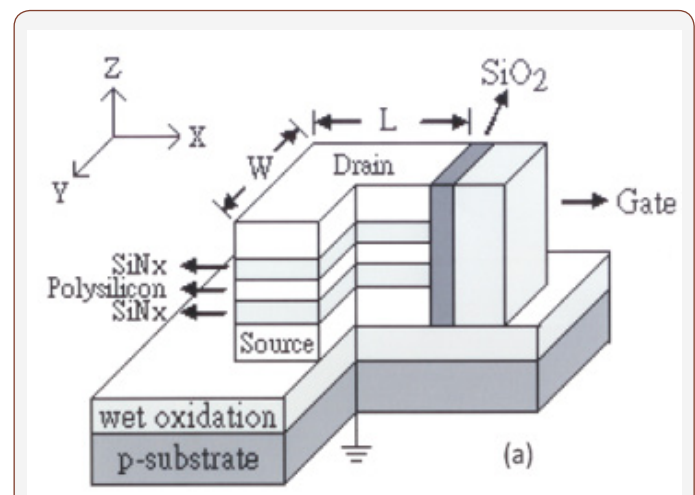 Z
X
Y
SiO2
L
W
Drain
Gate
SiNx
Polysilicon
SiNx
Source
wet oxidation
p-substrate
(a)